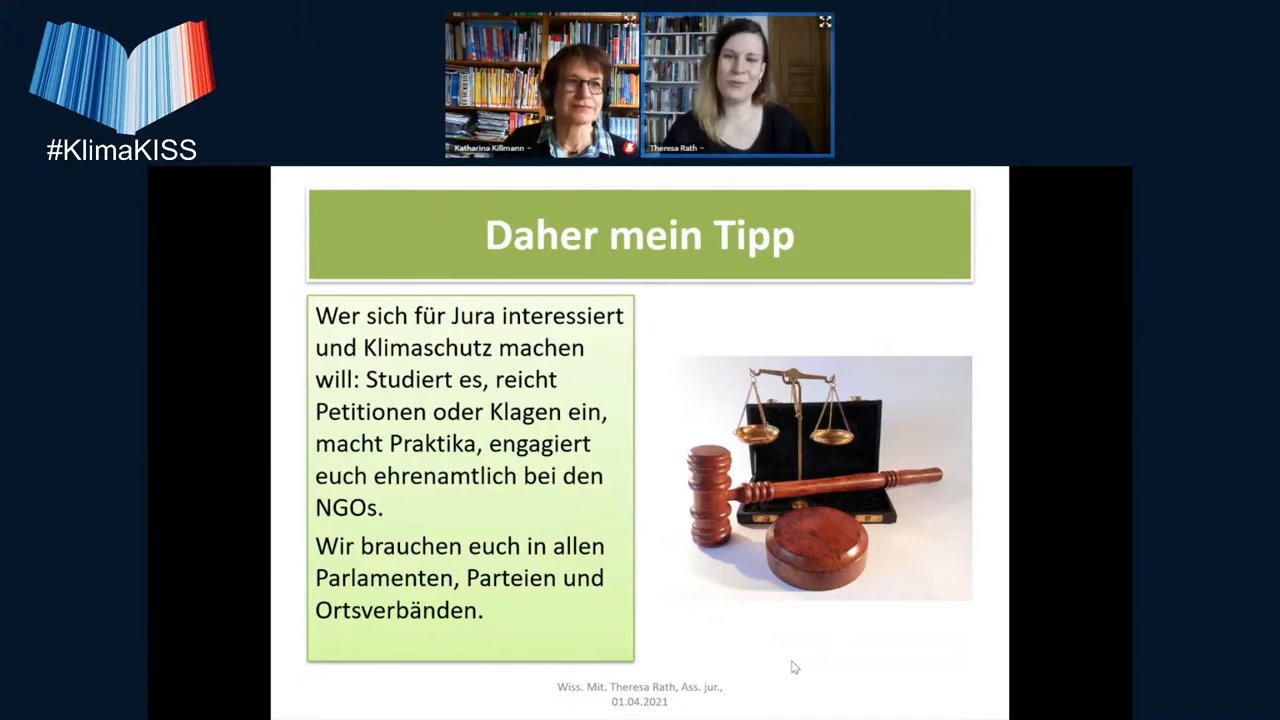 #KlimaKISS
Katharina Killmann
Theresa Rath
Daher mein Tipp
Wer sich für Jura interessiert
und Klimaschutz machen
will: Studiert es, reicht
Petitionen oder Klagen ein,
macht Praktika, engagiert
euch ehrenamtlich bei den
NGOs.
Wir brauchen euch in allen
Parlamenten, Parteien und
Ortsverbänden.
Wiss. Mit. Theresa Rath, Ass. jur.,
01.04.2021